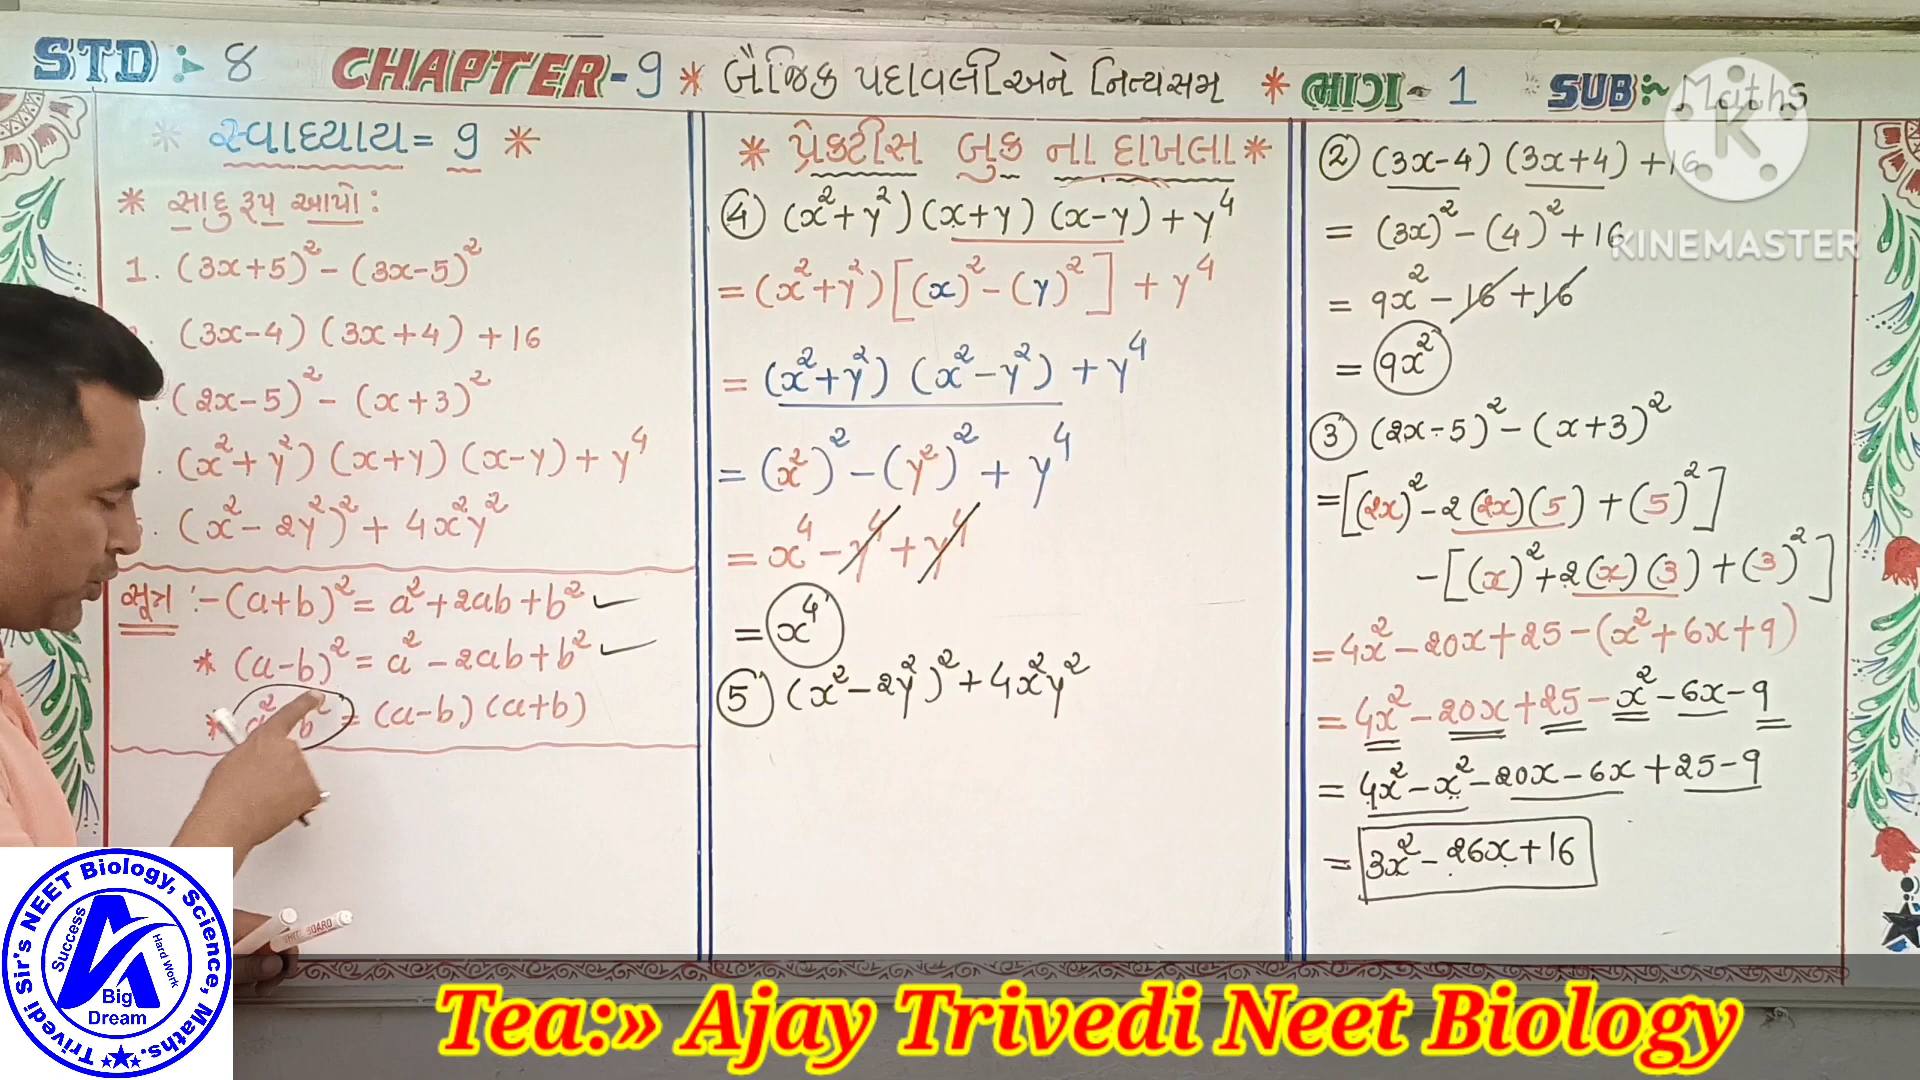 STD :- 8 CHAPTER-9 * બૈજિક પદાવલી અને નિત્યસમ * ભાગ- 1 SUB:~ Maths
* સ્વાધ્યાય = 9 *
* સાદુ રૂપ આપો :
1. (3x+5)² - (3x-5)²
. (3x-4) (3x+4) + 16
. (2x-5)² - (x+3)²
. (x²+y²) (x+y) (x-y) + y⁴
. (x² - 2y²)² + 4x²y²
સૂત્ર :- (a+b)² = a² + 2ab + b² ✓
* (a-b)² = a² - 2ab + b² ✓
* a² b² = (a-b) (a+b)
* પ્રેક્ટીસ બુક ના દાખલા *
④ (x²+y²) (x+y) (x-y) + y⁴
= (x²+y²) [(x)² - (y)²] + y⁴
= (x²+y²) (x²-y²) + y⁴
= (x²)² - (y²)² + y⁴
= x⁴ - y⁴ + y⁴
= x⁴
⑤ (x² - 2y²)² + 4x²y²
② (3x-4) (3x+4) + 16
= (3x)² - (4)² + 16
= 9x² - 16 + 16
= 9x²
③ (2x-5)² - (x+3)²
= [(2x)² - 2(2x)(5) + (5)²]
- [(x)² + 2(x)(3) + (3)²]
= 4x² - 20x + 25 - (x² + 6x + 9)
= 4x² - 20x + 25 - x² - 6x - 9
= 4x² - x² - 20x - 6x + 25 - 9
= 3x² - 26x + 16
K
KINEMASTER
Trivedi Sir's NEET Biology, Science, Maths.
Success
Hard Work
Big
Dream
Tea:» Ajay Trivedi Neet Biology